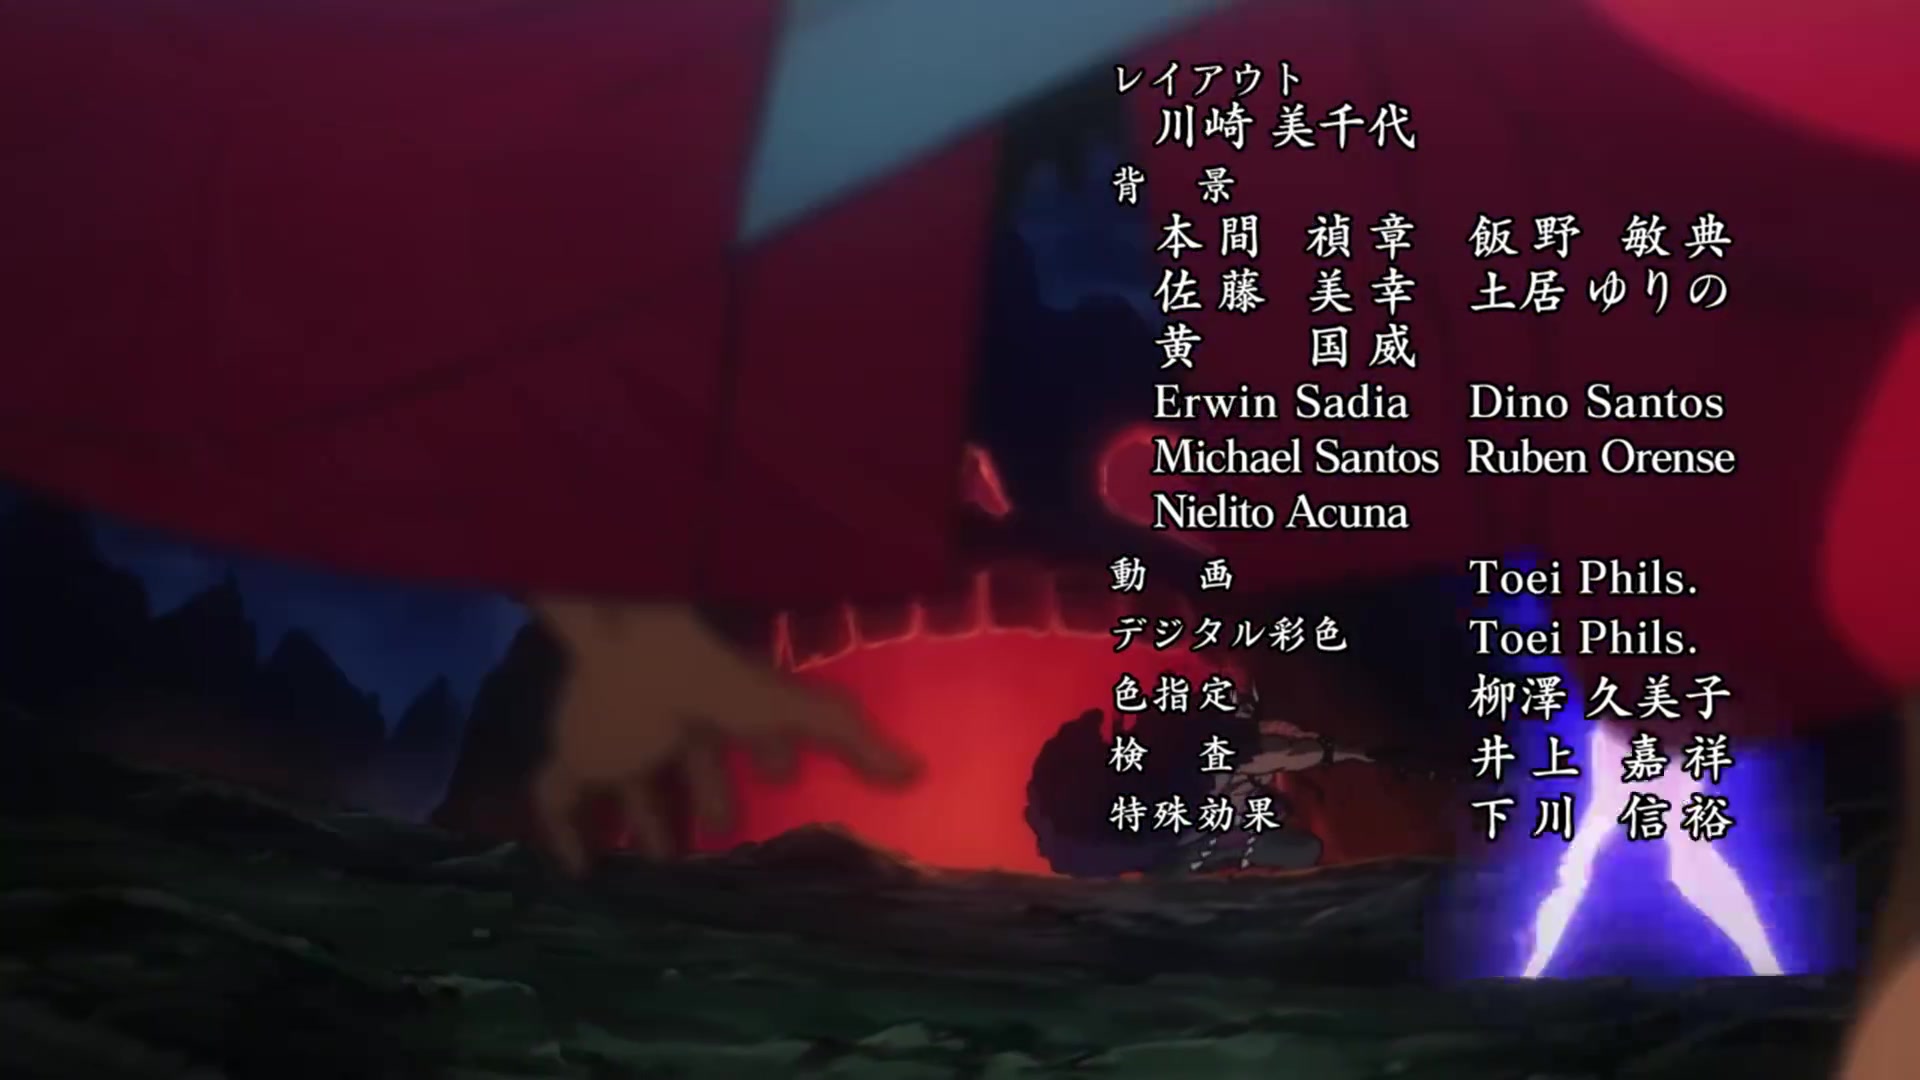 レイアウト
川崎 美千代
背 景
本間 禎章 飯野 敏典
佐藤 美幸 土居 ゆりの
黄 国威
Erwin Sadia Dino Santos
Michael Santos Ruben Orense
Nielito Acuna
動 画 Toei Phils.
デジタル彩色 Toei Phils.
色指定 柳澤 久美子
検 査 井上 嘉祥
特殊効果 下川 信裕